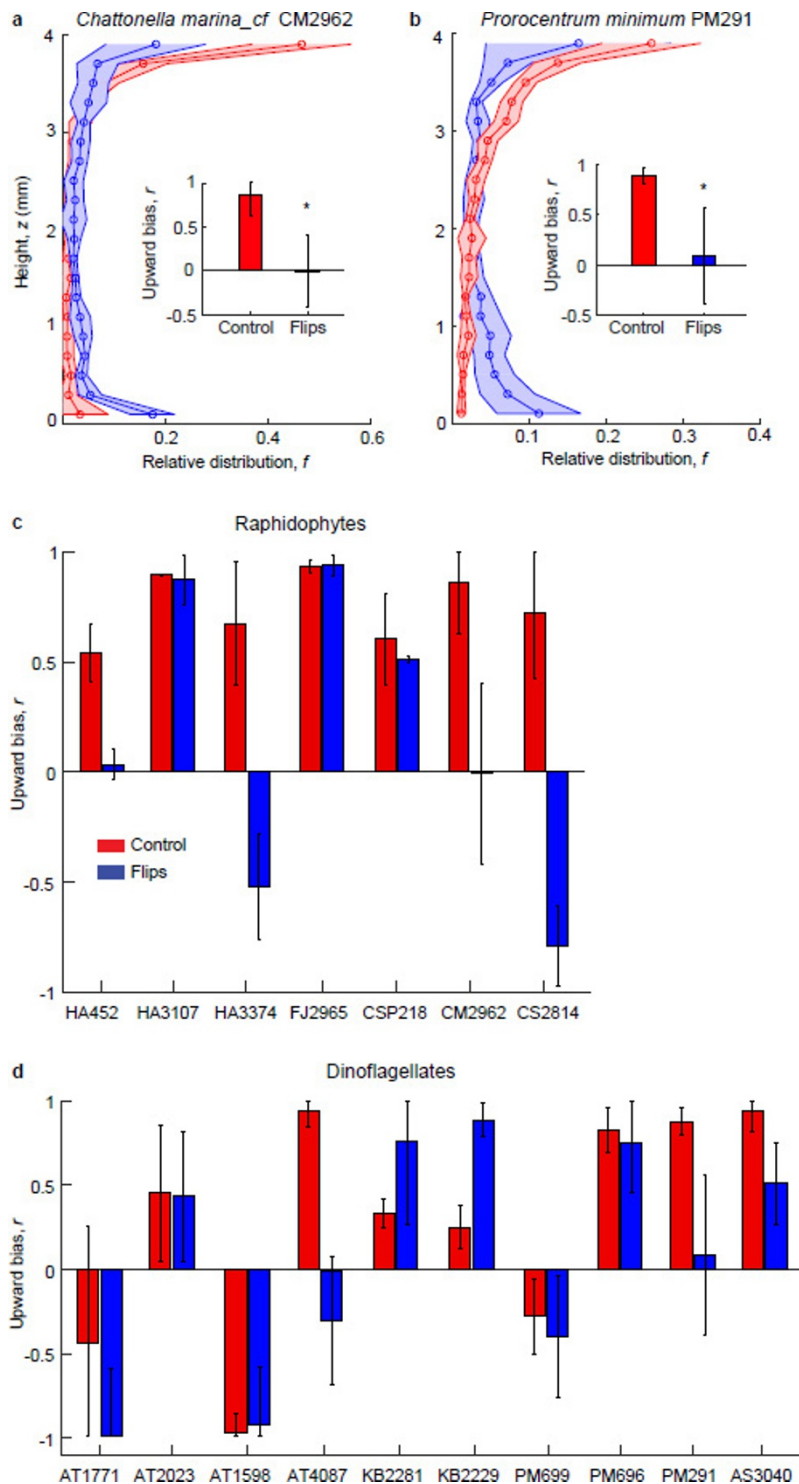 a Chattonella marina_cf CM2962
4
3
2
1
0
Height, z (mm)
0.2 0.4 0.6
Relative distribution, f
1
0.5
0
-0.5
Upward bias, r
*
Control Flips
b Prorocentrum minimum PM291
4
3
2
1
0
0.1 0.2 0.3 0.4
Relative distribution, f
1
0.5
0
-0.5
Upward bias, r
*
Control Flips
c Raphidophytes
1
0.5
0
-0.5
-1
Upward bias, r
Control
Flips
HA452 HA3107 HA3374 FJ2965 CSP218 CM2962 CS2814
d Dinoflagellates
1
0.5
0
-0.5
-1
Upward bias, r
AT1771 AT2023 AT1598 AT4087 KB2281 KB2229 PM699 PM696 PM291 AS3040